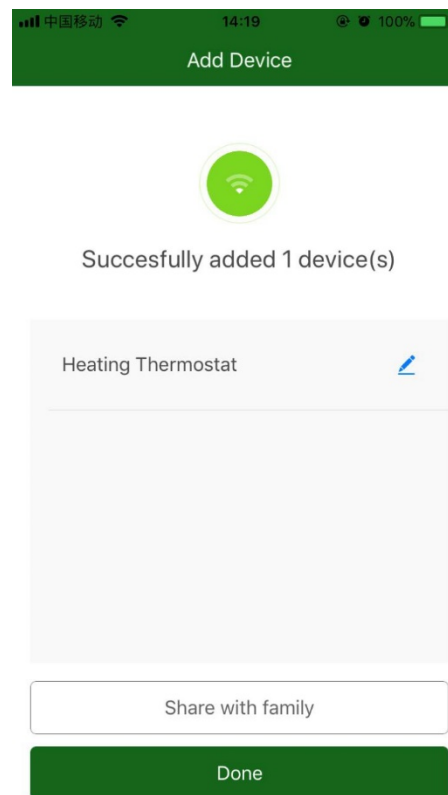 中国移动 14:19 100%
Add Device
Succesfully added 1 device(s)
Heating Thermostat
Share with family
Done